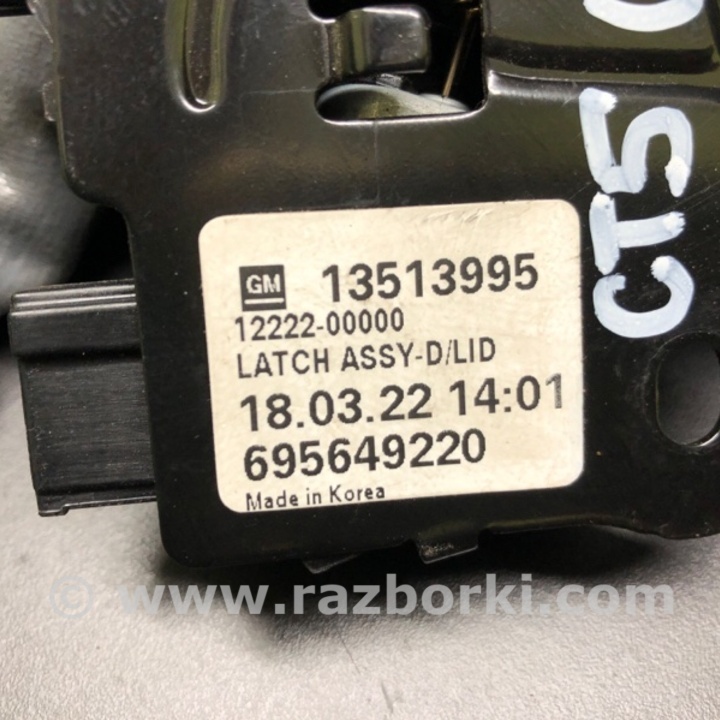 CTS
GM 13513995
12222-00000
LATCH ASSY-D/LID
18.03.22 14:01
695649220
Made in Korea
© www.razborki.com